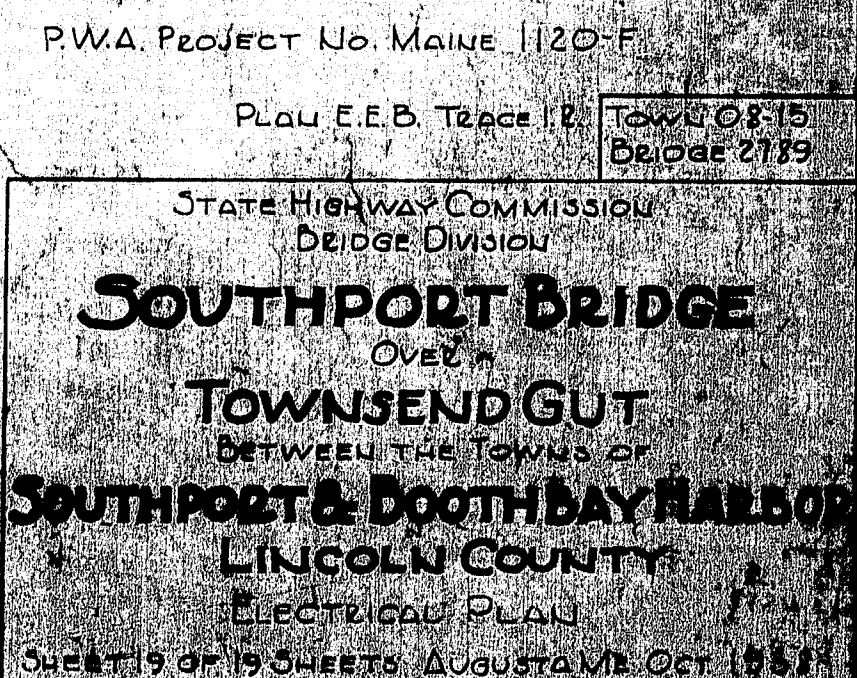 P.W.A. PROJECT NO. MAINE 1120-F
PLAN E.E.B. TRACE I.R.
TOWN 08-15
BRIDGE 2789
STATE HIGHWAY COMMISSION
BRIDGE DIVISION
SOUTHPORT BRIDGE
OVER
TOWNSEND GUT
BETWEEN THE TOWNS OF
SOUTHPORT & BOOTHBAY HARBOR
LINCOLN COUNTY
ELECTRICAL PLAN
SHEET 19 OF 19 SHEETS AUGUSTA ME. OCT 1938